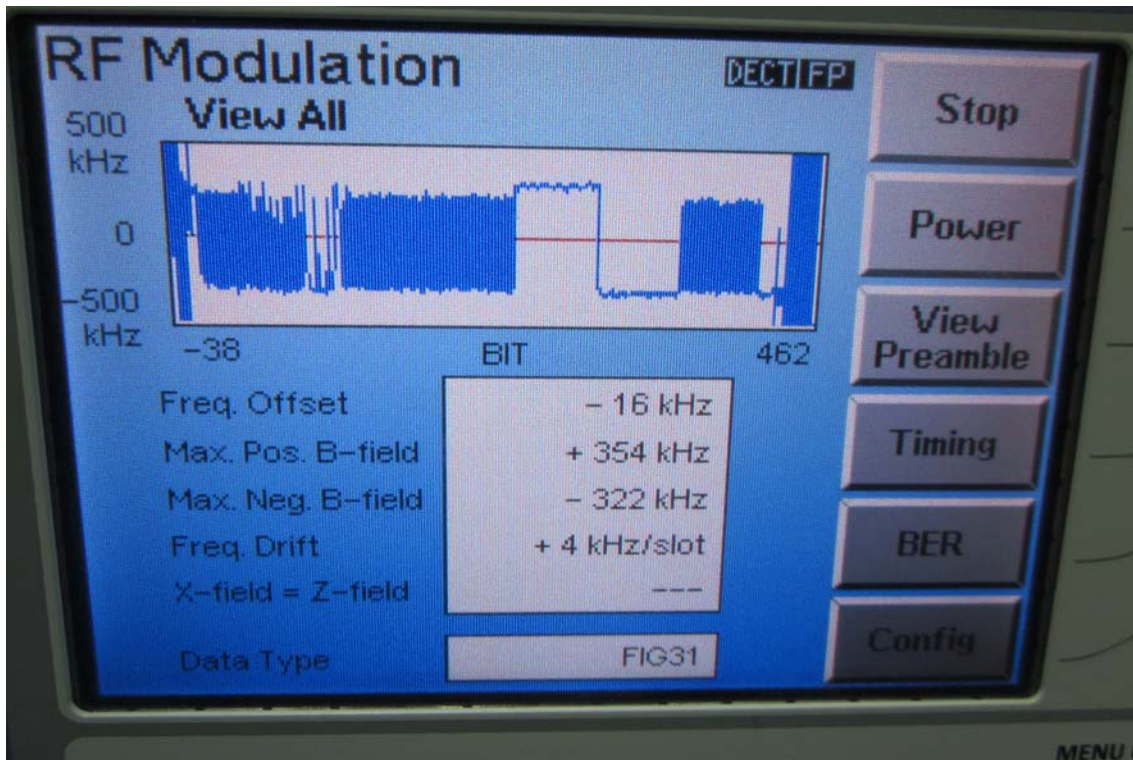 RF Modulation
DECT FP
View All
500
kHz
0
-500
kHz
-38 BIT 462
Freq. Offset - 16 kHz
Max. Pos. B-field + 354 kHz
Max. Neg. B-field - 322 kHz
Freq. Drift + 4 kHz/slot
X-field = Z-field ---
Data Type FIG31
Stop
Power
View
Preamble
Timing
BER
Config
MENU